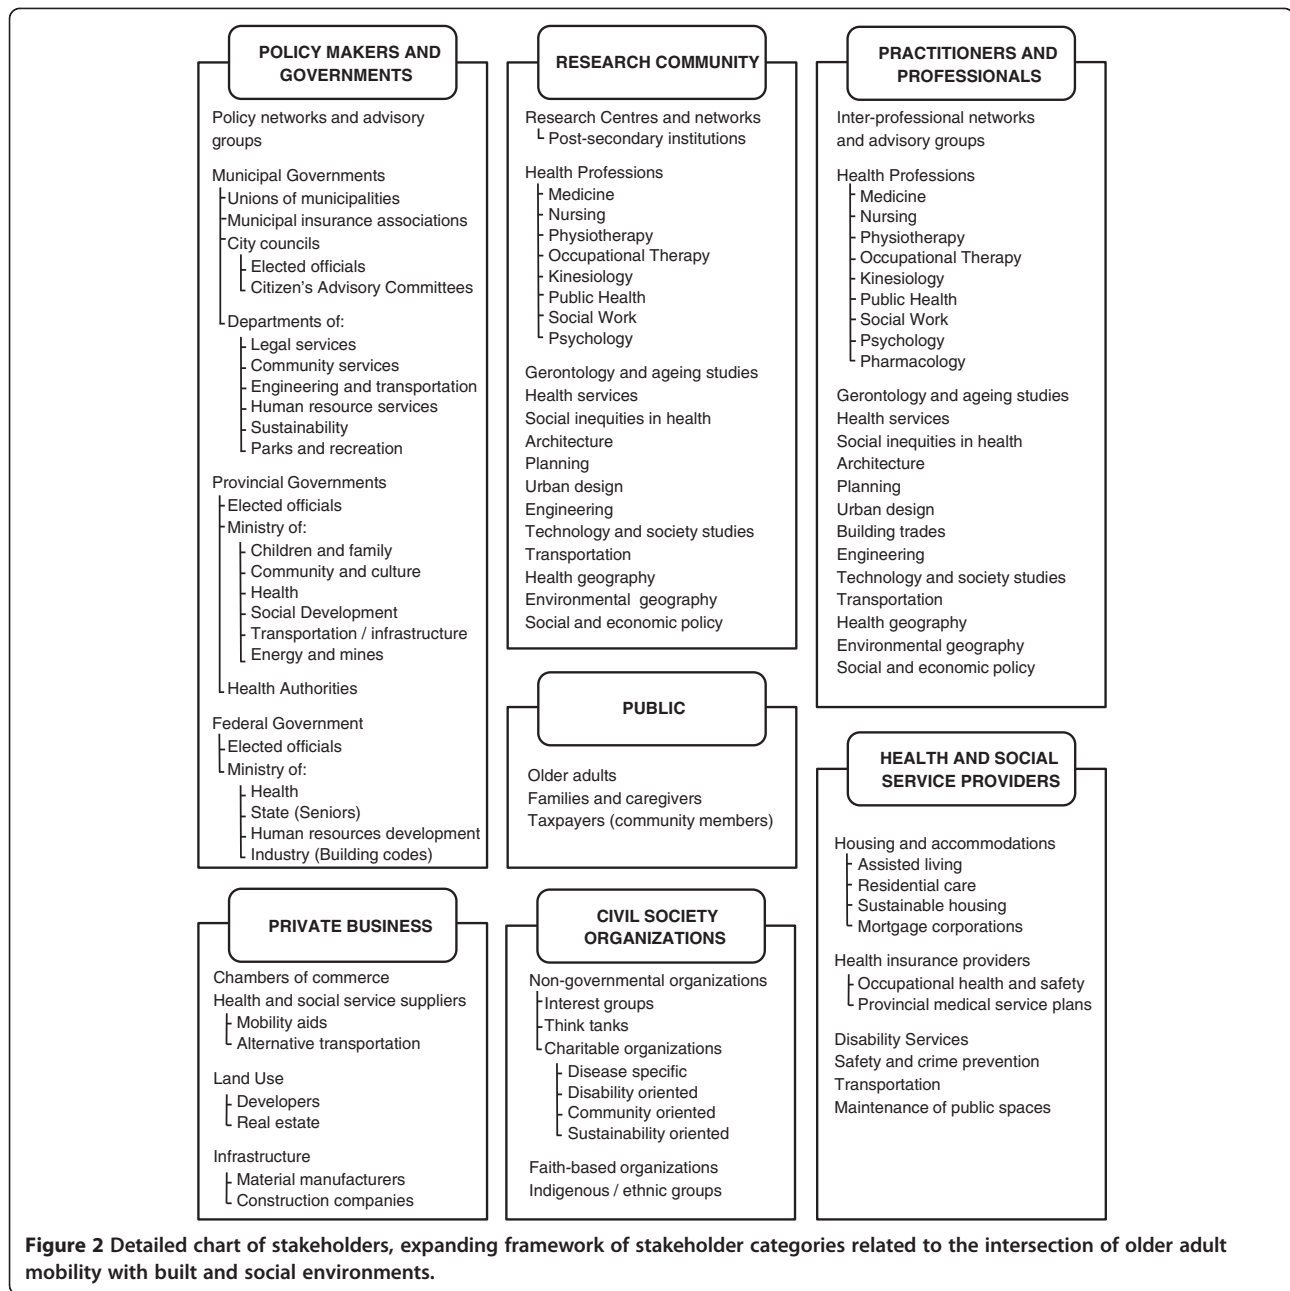 POLICY MAKERS AND
GOVERNMENTS
Policy networks and advisory
groups
Municipal Governments
Unions of municipalities
Municipal insurance associations
City councils
Elected officials
Citizen's Advisory Committees
Departments of:
Legal services
Community services
Engineering and transportation
Human resource services
Sustainability
Parks and recreation
Provincial Governments
Elected officials
Ministry of:
Children and family
Community and culture
Health
Social Development
Transportation / infrastructure
Energy and mines
Health Authorities
Federal Government
Elected officials
Ministry of:
Health
State (Seniors)
Human resources development
Industry (Building codes)
PRIVATE BUSINESS
Chambers of commerce
Health and social service suppliers
Mobility aids
Alternative transportation
Land Use
Developers
Real estate
Infrastructure
Material manufacturers
Construction companies
RESEARCH COMMUNITY
Research Centres and networks
Post-secondary institutions
Health Professions
Medicine
Nursing
Physiotherapy
Occupational Therapy
Kinesiology
Public Health
Social Work
Psychology
Gerontology and ageing studies
Health services
Social inequities in health
Architecture
Planning
Urban design
Engineering
Technology and society studies
Transportation
Health geography
Environmental geography
Social and economic policy
PUBLIC
Older adults
Families and caregivers
Taxpayers (community members)
CIVIL SOCIETY
ORGANIZATIONS
Non-governmental organizations
Interest groups
Think tanks
Charitable organizations
Disease specific
Disability oriented
Community oriented
Sustainability oriented
Faith-based organizations
Indigenous / ethnic groups
PRACTITIONERS AND
PROFESSIONALS
Inter-professional networks
and advisory groups
Health Professions
Medicine
Nursing
Physiotherapy
Occupational Therapy
Kinesiology
Public Health
Social Work
Psychology
Pharmacology
Gerontology and ageing studies
Health services
Social inequities in health
Architecture
Planning
Urban design
Building trades
Engineering
Technology and society studies
Transportation
Health geography
Environmental geography
Social and economic policy
HEALTH AND SOCIAL
SERVICE PROVIDERS
Housing and accommodations
Assisted living
Residential care
Sustainable housing
Mortgage corporations
Health insurance providers
Occupational health and safety
Provincial medical service plans
Disability Services
Safety and crime prevention
Transportation
Maintenance of public spaces
Figure 2 Detailed chart of stakeholders, expanding framework of stakeholder categories related to the intersection of older adult
mobility with built and social environments.